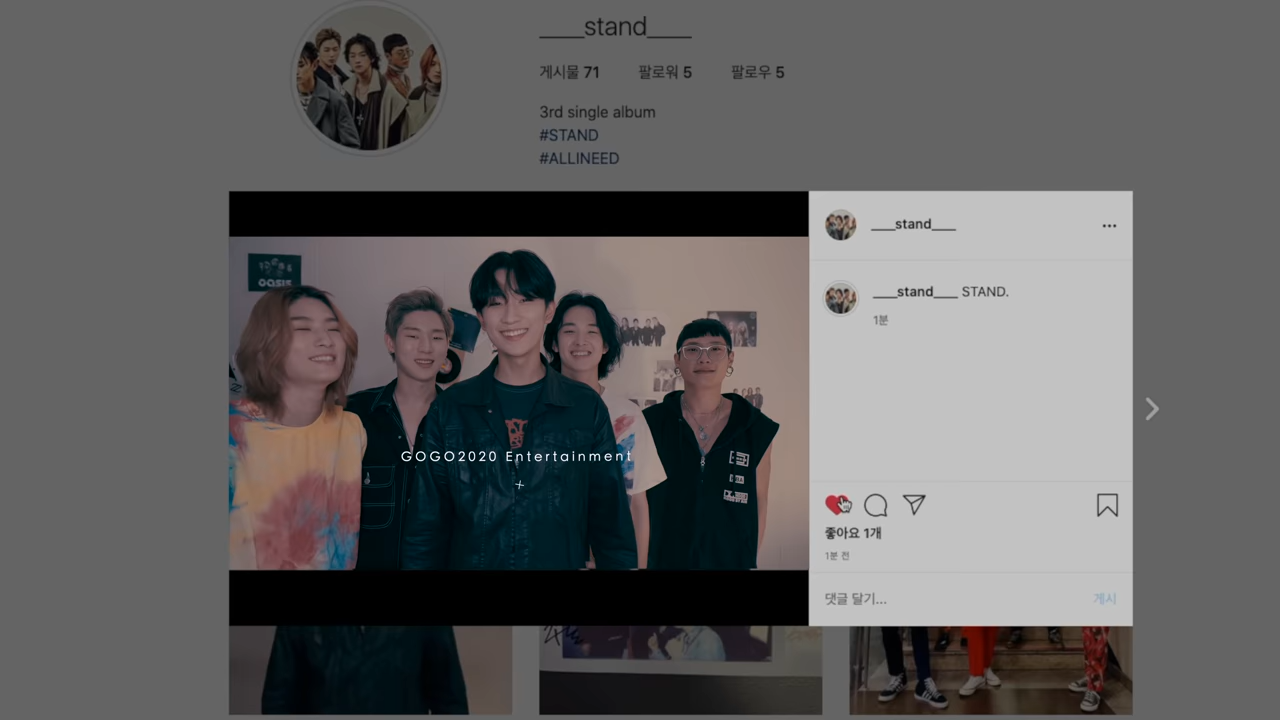 ____stand____
게시물 71 팔로워 5 팔로우 5
3rd single album
#STAND
#ALLINEED
oasis
GOGO2020 Entertainment
+
____stand____
____stand____ STAND.
1분
좋아요 1개
1분 전
댓글 달기...
게시